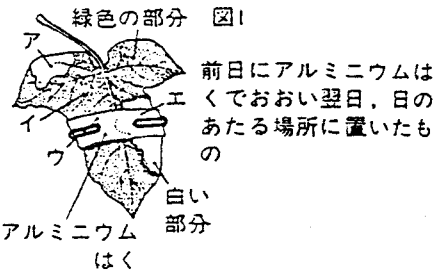 緑色の部分 図1
ア
イ
ウ
エ
前日にアルミニウムは
くでおおい翌日，日の
あたる場所に置いたも
の
白い
部分
アルミニウム
はく